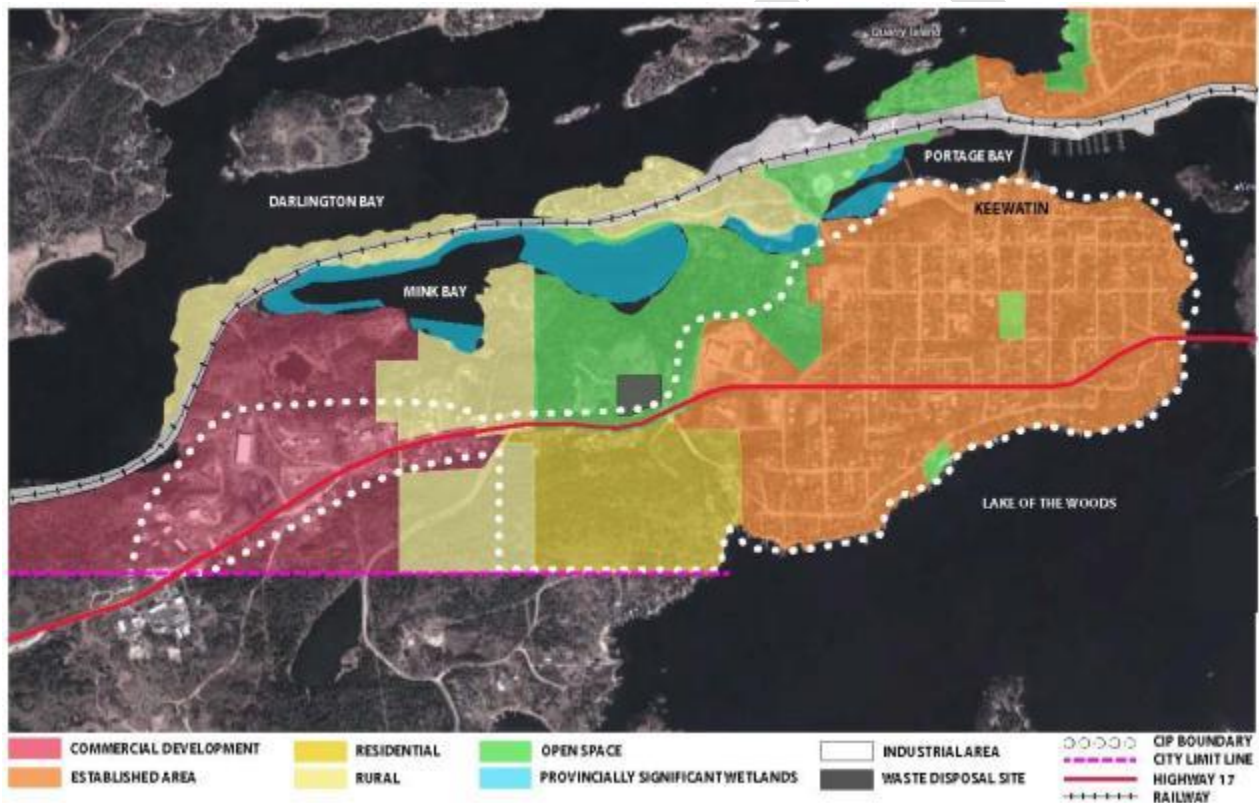 Quarry Island
PORTAGE BAY
DARLINGTON BAY
KEEWATIN
MINK BAY
LAKE OF THE WOODS
COMMERCIAL DEVELOPMENT
ESTABLISHED AREA
RESIDENTIAL
RURAL
OPEN SPACE
PROVINCIALLY SIGNIFICANT WETLANDS
INDUSTRIAL AREA
WASTE DISPOSAL SITE
CIP BOUNDARY
CITY LIMIT LINE
HIGHWAY 17
RAILWAY